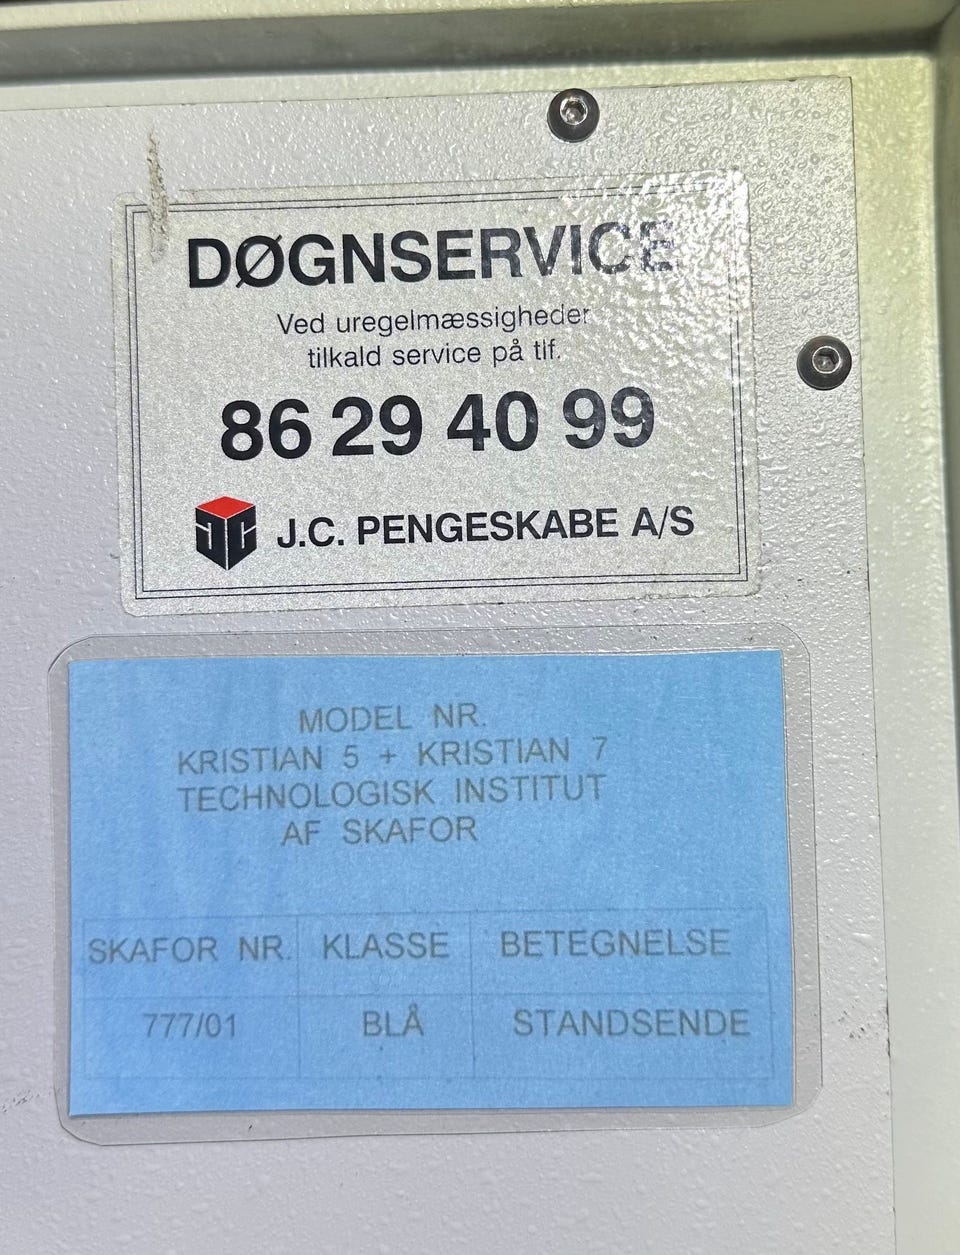 DØGNSERVICE
Ved uregelmæssigheder
tilkald service på tlf.
86 29 40 99
JC J.C. PENGESKABE A/S
MODEL NR.
KRISTIAN 5 + KRISTIAN 7
TECHNOLOGISK INSTITUT
AF SKAFOR
SKAFOR NR. KLASSE BETEGNELSE
777/01 BLÅ STANDSENDE